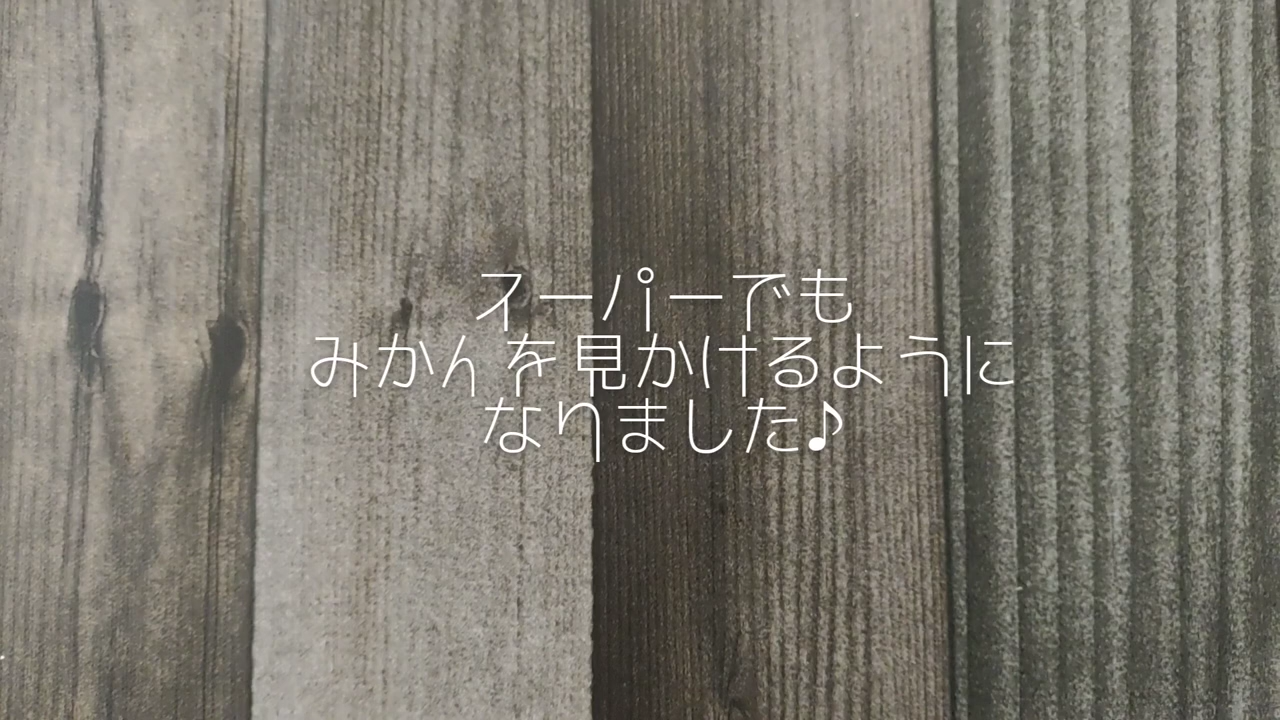 スーパーでも
みかんを見かけるように
なりました♪